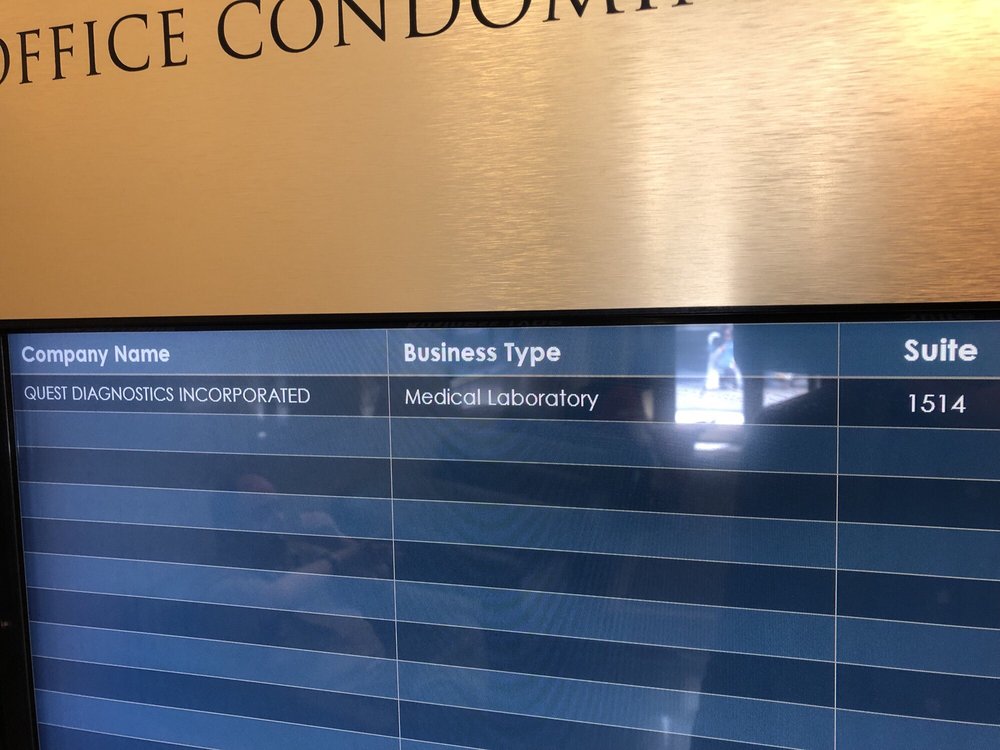 OFFICE CONDOMI
Company Name Business Type Suite
QUEST DIAGNOSTICS INCORPORATED Medical Laboratory 1514